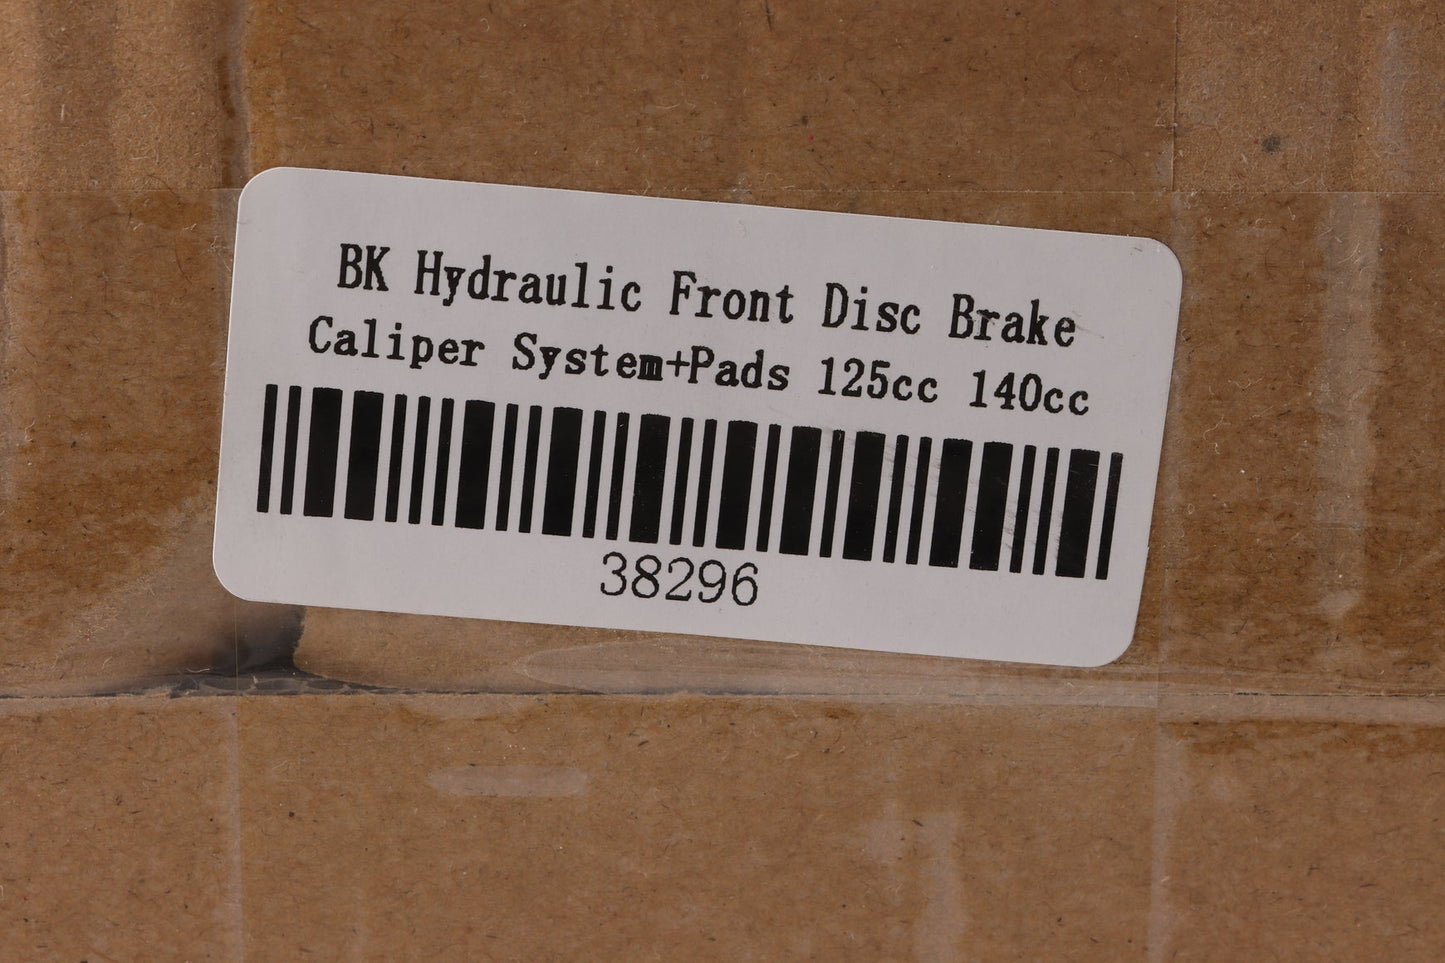 BK Hydraulic Front Disc Brake
Caliper System+Pads 125cc 140cc
38296